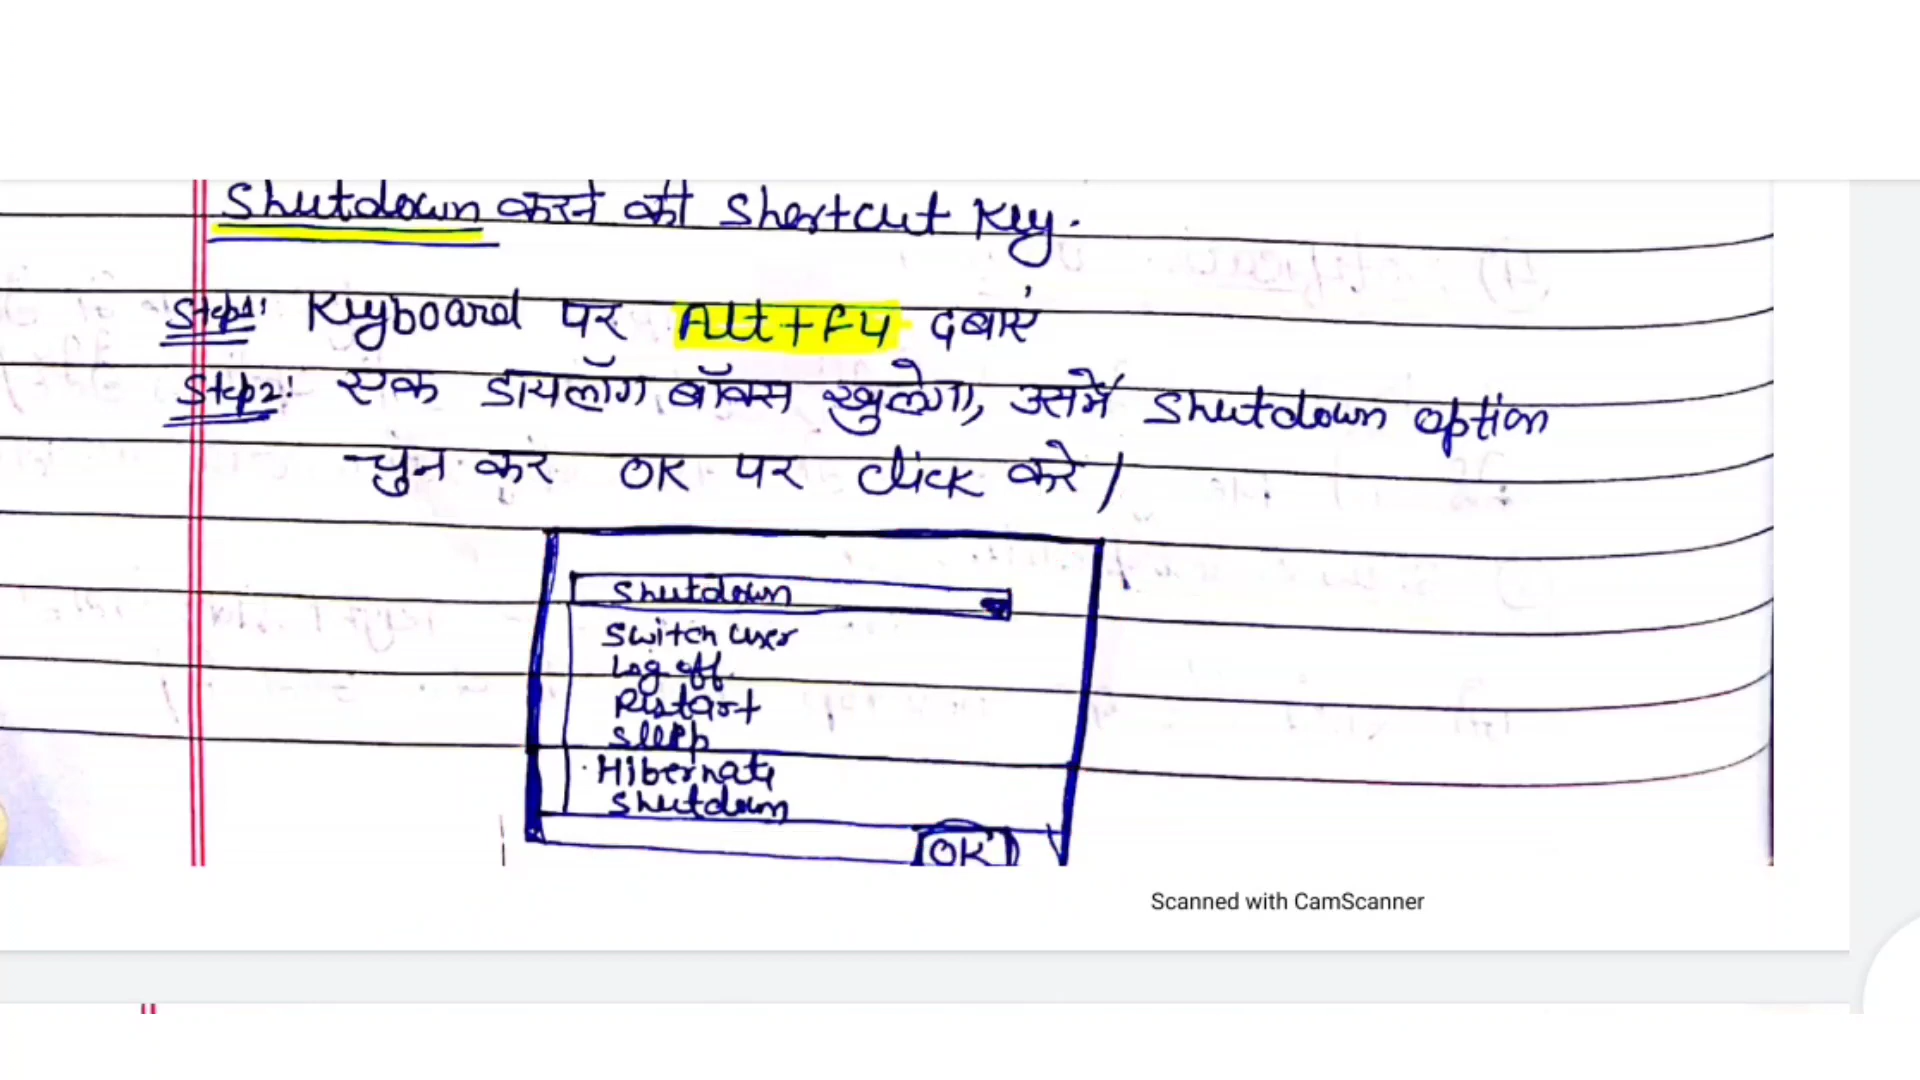 Shutdown करने की Shortcut Key.
Step1: Keyboard पर Alt+F4 दबाएं
Step2: एक डायलॉग बॉक्स खुलेगा, उसमें Shutdown option
चुन कर OK पर click करे।
Shutdown
Switch user
Log off
Restart
Sleep
Hibernate
Shutdown
OK
Scanned with CamScanner